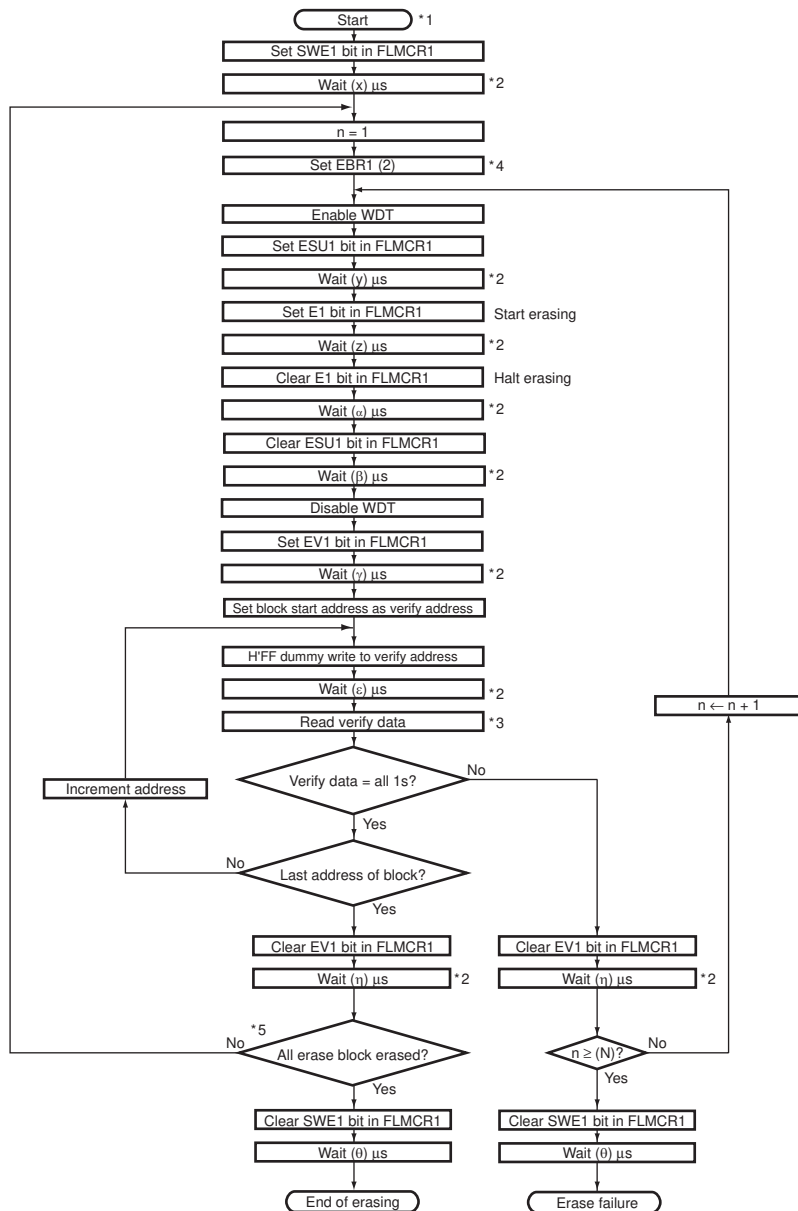 Start *1
Set SWE1 bit in FLMCR1
Wait (x) μs *2
n = 1
Set EBR1 (2) *4
Enable WDT
Set ESU1 bit in FLMCR1
Wait (y) μs *2
Set E1 bit in FLMCR1 Start erasing
Wait (z) μs *2
Clear E1 bit in FLMCR1 Halt erasing
Wait (α) μs *2
Clear ESU1 bit in FLMCR1
Wait (β) μs *2
Disable WDT
Set EV1 bit in FLMCR1
Wait (γ) μs *2
Set block start address as verify address
H'FF dummy write to verify address
Wait (ε) μs *2
n ← n + 1
Read verify data *3
Increment address
Verify data = all 1s?
No
Yes
No
Last address of block?
Yes
Clear EV1 bit in FLMCR1
Clear EV1 bit in FLMCR1
Wait (η) μs *2
Wait (η) μs *2
*5
No
All erase block erased?
Yes
n ≥ (N)?
No
Yes
Clear SWE1 bit in FLMCR1
Clear SWE1 bit in FLMCR1
Wait (θ) μs
Wait (θ) μs
End of erasing
Erase failure